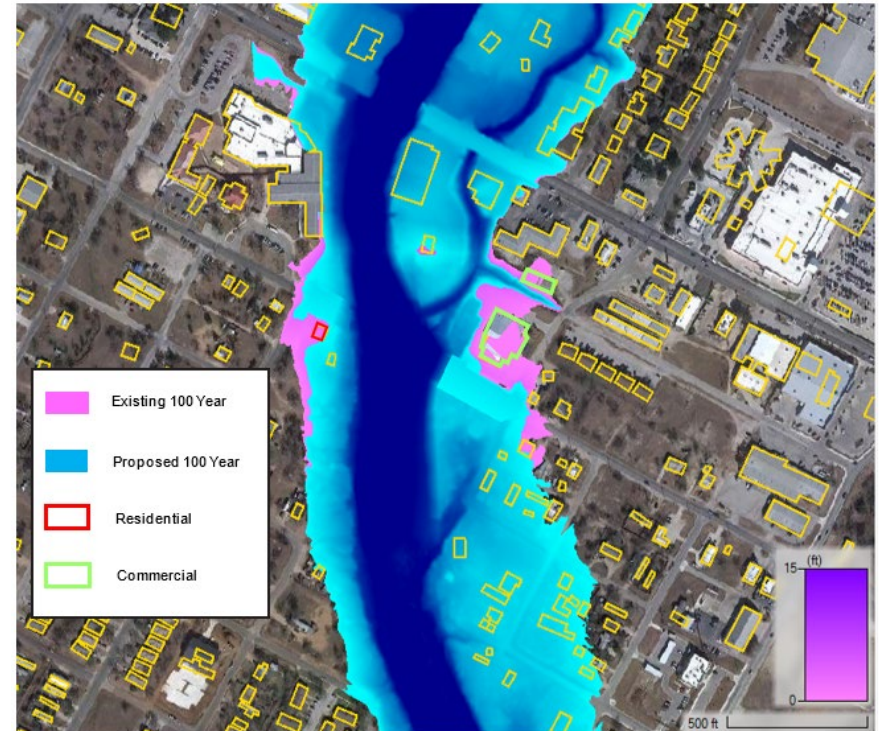 Existing 100 Year
Proposed 100 Year
Residential
Commercial
(ft)
15
0
500 ft